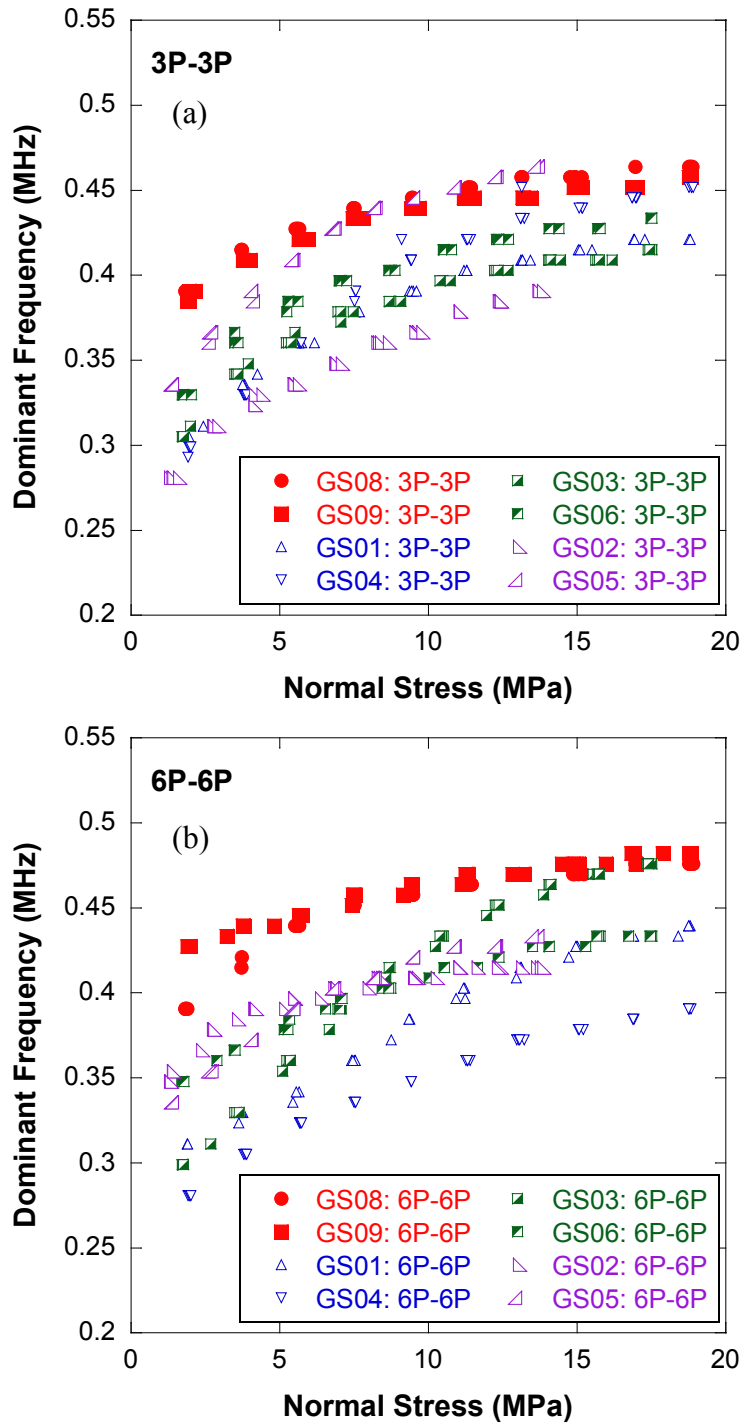 0.55
3P-3P
0.5
(a)
0.45
0.4
0.35
0.3
0.25
0.2
Dominant Frequency (MHz)
GS08: 3P-3P GS03: 3P-3P
GS09: 3P-3P GS06: 3P-3P
GS01: 3P-3P GS02: 3P-3P
GS04: 3P-3P GS05: 3P-3P
0 5 10 15 20
Normal Stress (MPa)
0.55
6P-6P
0.5
(b)
0.45
0.4
0.35
0.3
0.25
0.2
Dominant Frequency (MHz)
GS08: 6P-6P GS03: 6P-6P
GS09: 6P-6P GS06: 6P-6P
GS01: 6P-6P GS02: 6P-6P
GS04: 6P-6P GS05: 6P-6P
0 5 10 15 20
Normal Stress (MPa)